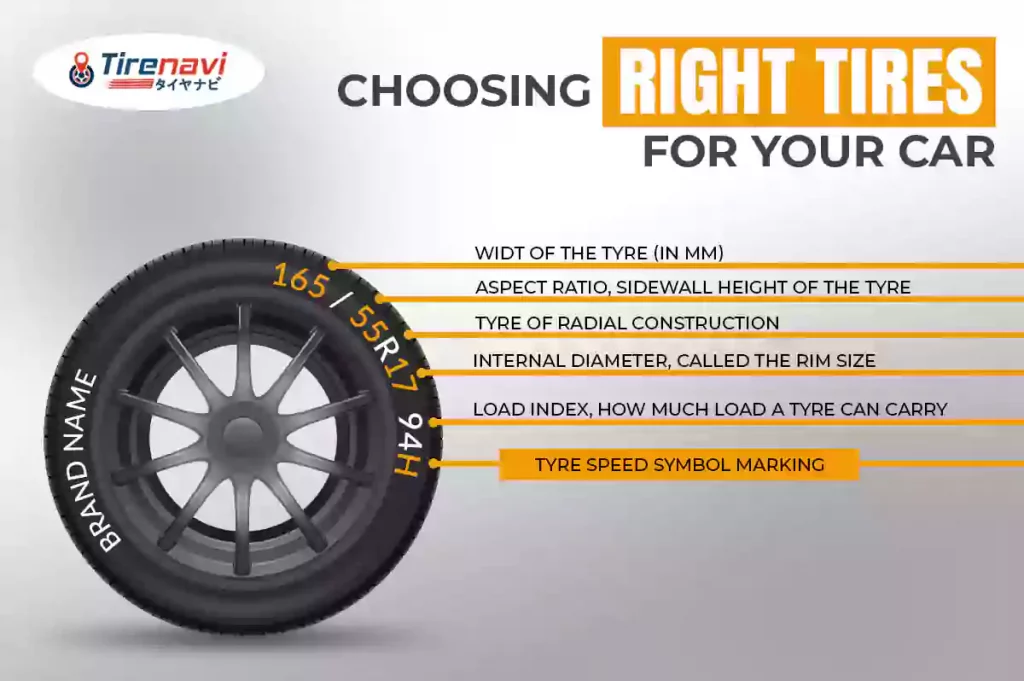 Tirenavi
タイヤナビ
CHOOSING RIGHT TIRES
FOR YOUR CAR
165 / 55R17 94H
BRAND NAME
WIDT OF THE TYRE (IN MM)
ASPECT RATIO, SIDEWALL HEIGHT OF THE TYRE
TYRE OF RADIAL CONSTRUCTION
INTERNAL DIAMETER, CALLED THE RIM SIZE
LOAD INDEX, HOW MUCH LOAD A TYRE CAN CARRY
TYRE SPEED SYMBOL MARKING